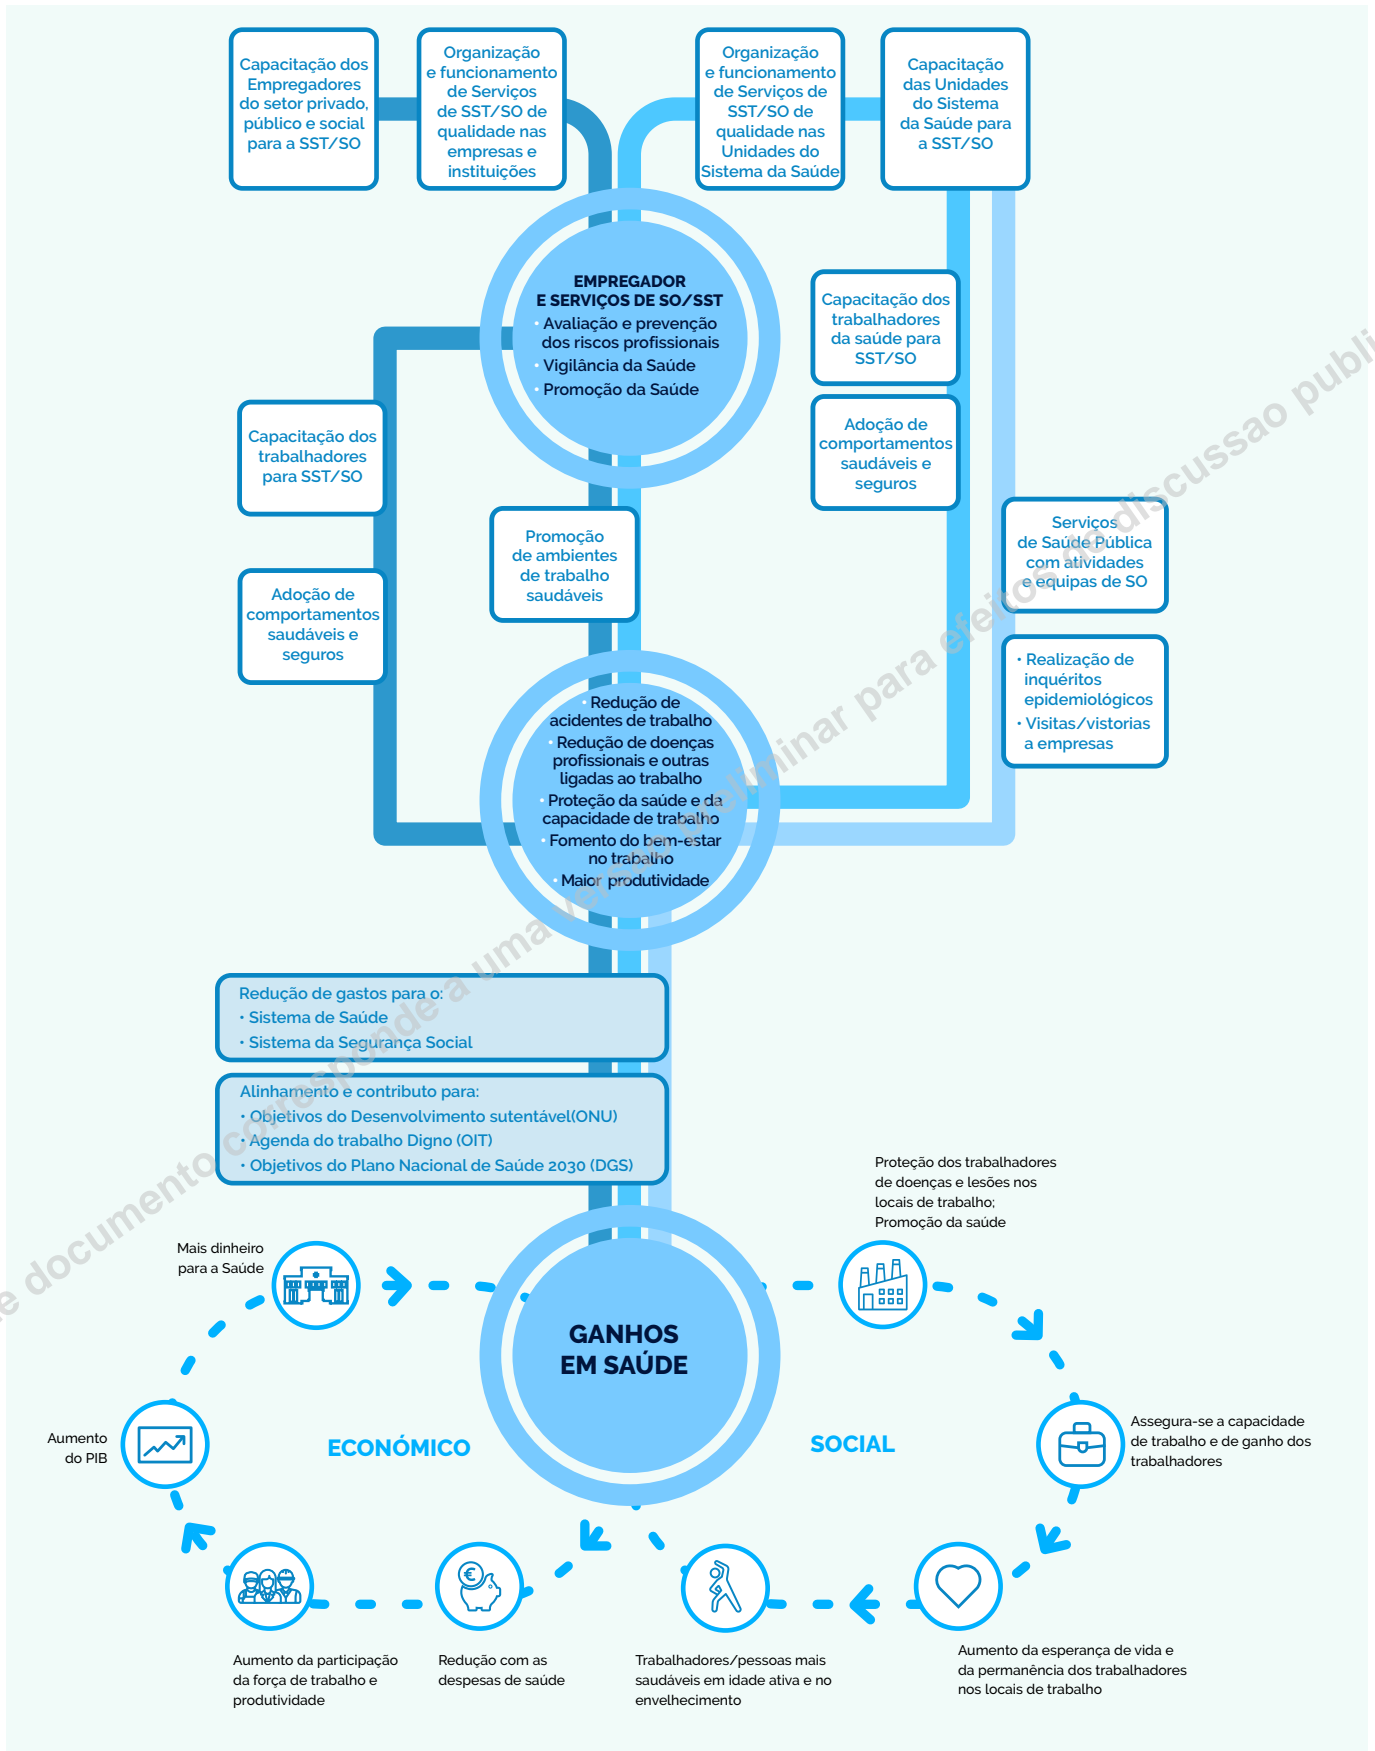 Capacitação dos
Empregadores
do setor privado,
público e social
para a SST/SO
Organização
e funcionamento
de Serviços
de SST/SO de
qualidade nas
empresas e
instituições
Organização
e funcionamento
de Serviços de
SST/SO de
qualidade nas
Unidades do
Sistema da Saúde
Capacitação
das Unidades
do Sistema
da Saúde para
a SST/SO
EMPREGADOR
E SERVIÇOS DE SO/SST
• Avaliação e prevenção
dos riscos profissionais
• Vigilância da Saúde
• Promoção da Saúde
Capacitação dos
trabalhadores
da saúde para
SST/SO
Adoção de
comportamentos
saudáveis e
seguros
Capacitação dos
trabalhadores
para SST/SO
Adoção de
comportamentos
saudáveis e
seguros
Promoção
de ambientes
de trabalho
saudáveis
Serviços
de Saúde Pública
com atividades
e equipas de SO
• Realização de
inquéritos
epidemiológicos
• Visitas/vistorias
a empresas
• Redução de
acidentes de trabalho
• Redução de doenças
profissionais e outras
ligadas ao trabalho
• Proteção da saúde e da
capacidade de trabalho
• Fomento do bem-estar
no trabalho
• Maior produtividade
Redução de gastos para o:
• Sistema de Saúde
• Sistema da Segurança Social
Alinhamento e contributo para:
• Objetivos do Desenvolvimento sutentável(ONU)
• Agenda do trabalho Digno (OIT)
• Objetivos do Plano Nacional de Saúde 2030 (DGS)
Proteção dos trabalhadores
de doenças e lesões nos
locais de trabalho;
Promoção da saúde
Mais dinheiro
para a Saúde
GANHOS
EM SAÚDE
Aumento
do PIB
ECONÓMICO
SOCIAL
Assegura-se a capacidade
de trabalho e de ganho dos
trabalhadores
€
Aumento da participação
da força de trabalho e
produtividade
Redução com as
despesas de saúde
Trabalhadores/pessoas mais
saudáveis em idade ativa e no
envelhecimento
Aumento da esperança de vida e
da permanência dos trabalhadores
nos locais de trabalho
e documento corresponde a uma versao preliminar para efeitos de discussao publi